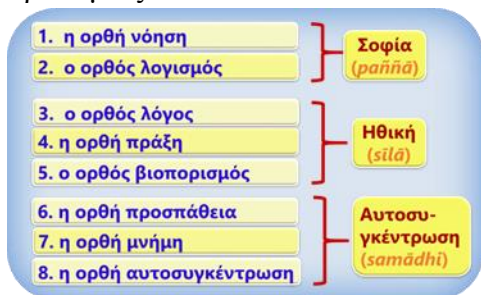 1. η ορθή νόηση
2. ο ορθός λογισμός
Σοφία
(paññā)
3. ο ορθός λόγος
4. η ορθή πράξη
5. ο ορθός βιοπορισμός
Ηθική
(sīlā)
6. η ορθή προσπάθεια
7. η ορθή μνήμη
8. η ορθή αυτοσυγκέντρωση
Αυτοσυ-
γκέντρωση
(samādhi)